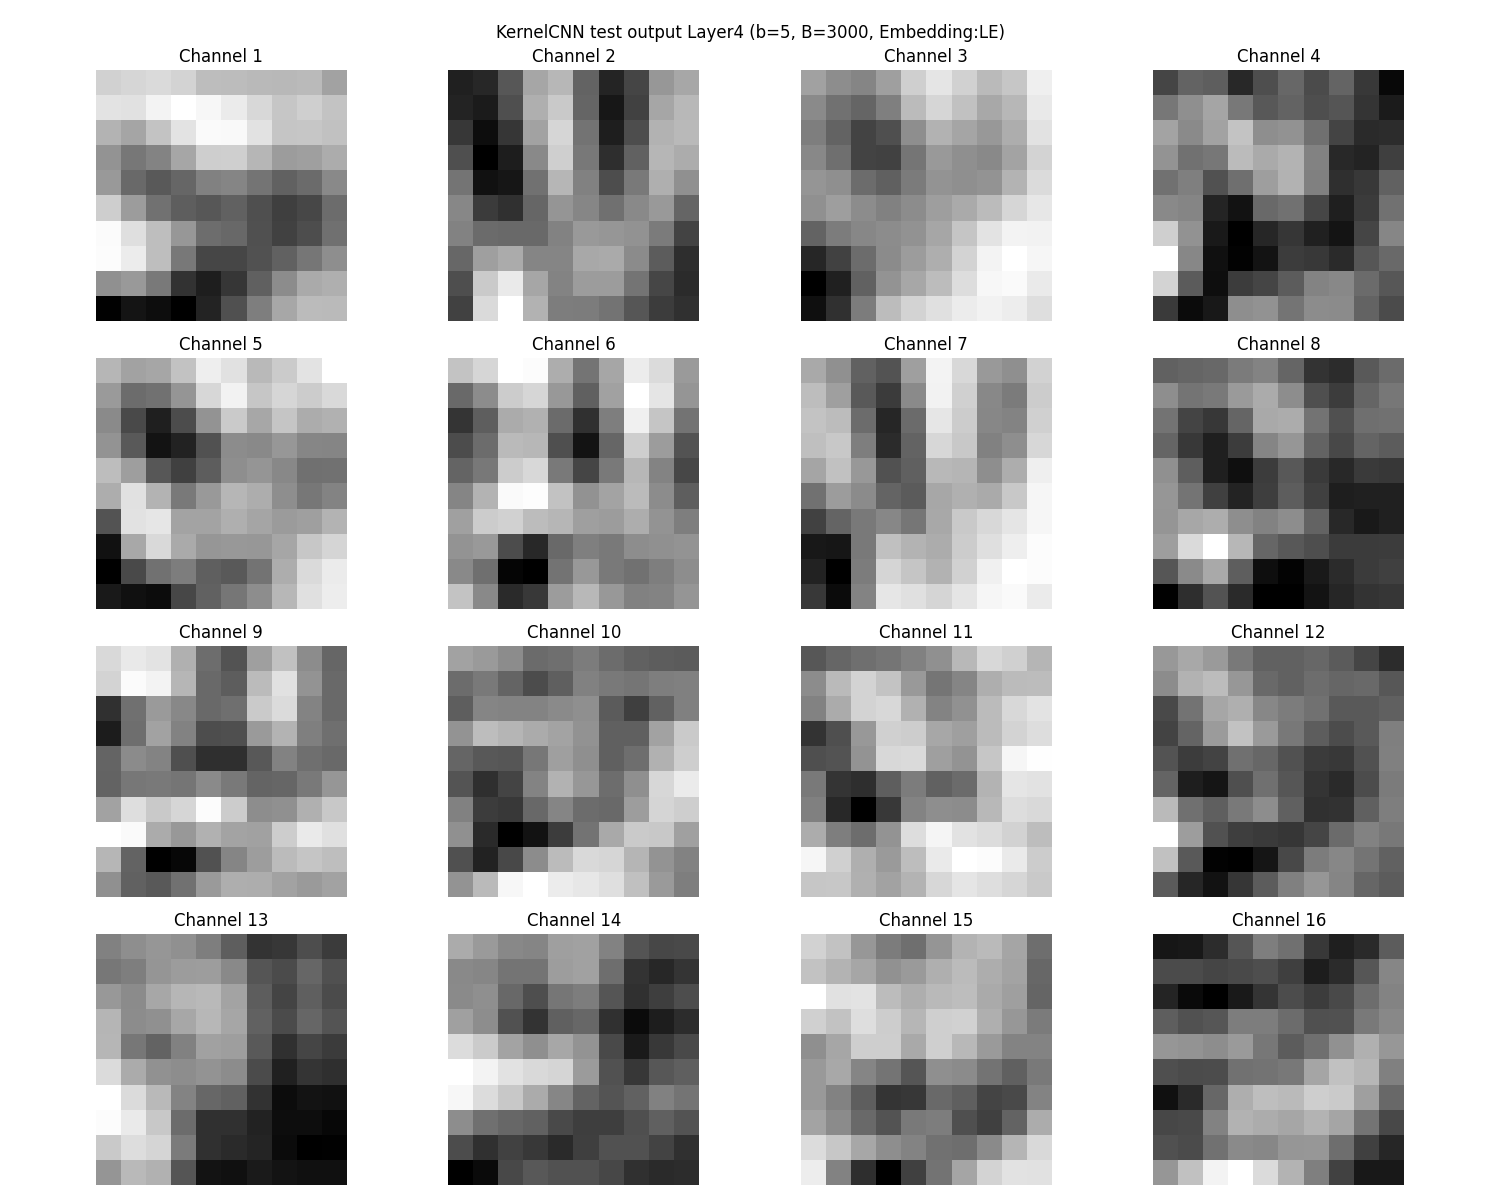 KernelCNN test output Layer4 (b=5, B=3000, Embedding:LE)
Channel 1
Channel 2
Channel 3
Channel 4
Channel 5
Channel 6
Channel 7
Channel 8
Channel 9
Channel 10
Channel 11
Channel 12
Channel 13
Channel 14
Channel 15
Channel 16